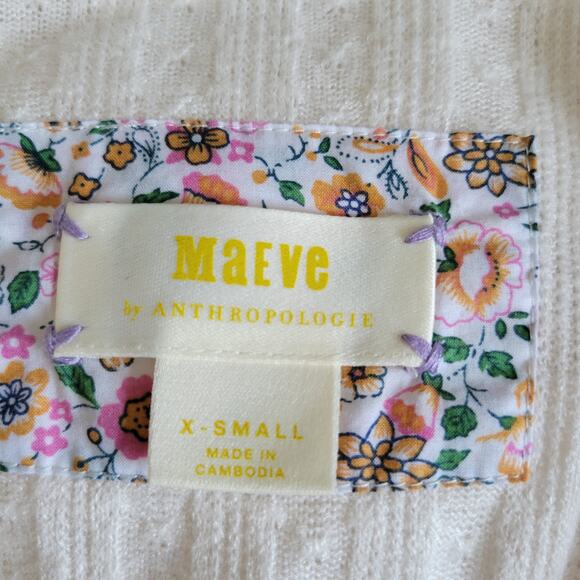 MaEVe
by ANTHROPOLOGIE
X-SMALL
MADE IN
CAMBODIA